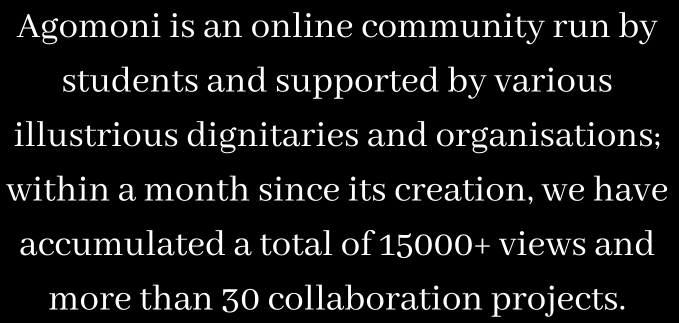 Agomoni is an online community run by
students and supported by various
illustrious dignitaries and organisations;
within a month since its creation, we have
accumulated a total of 15000+ views and
more than 30 collaboration projects.